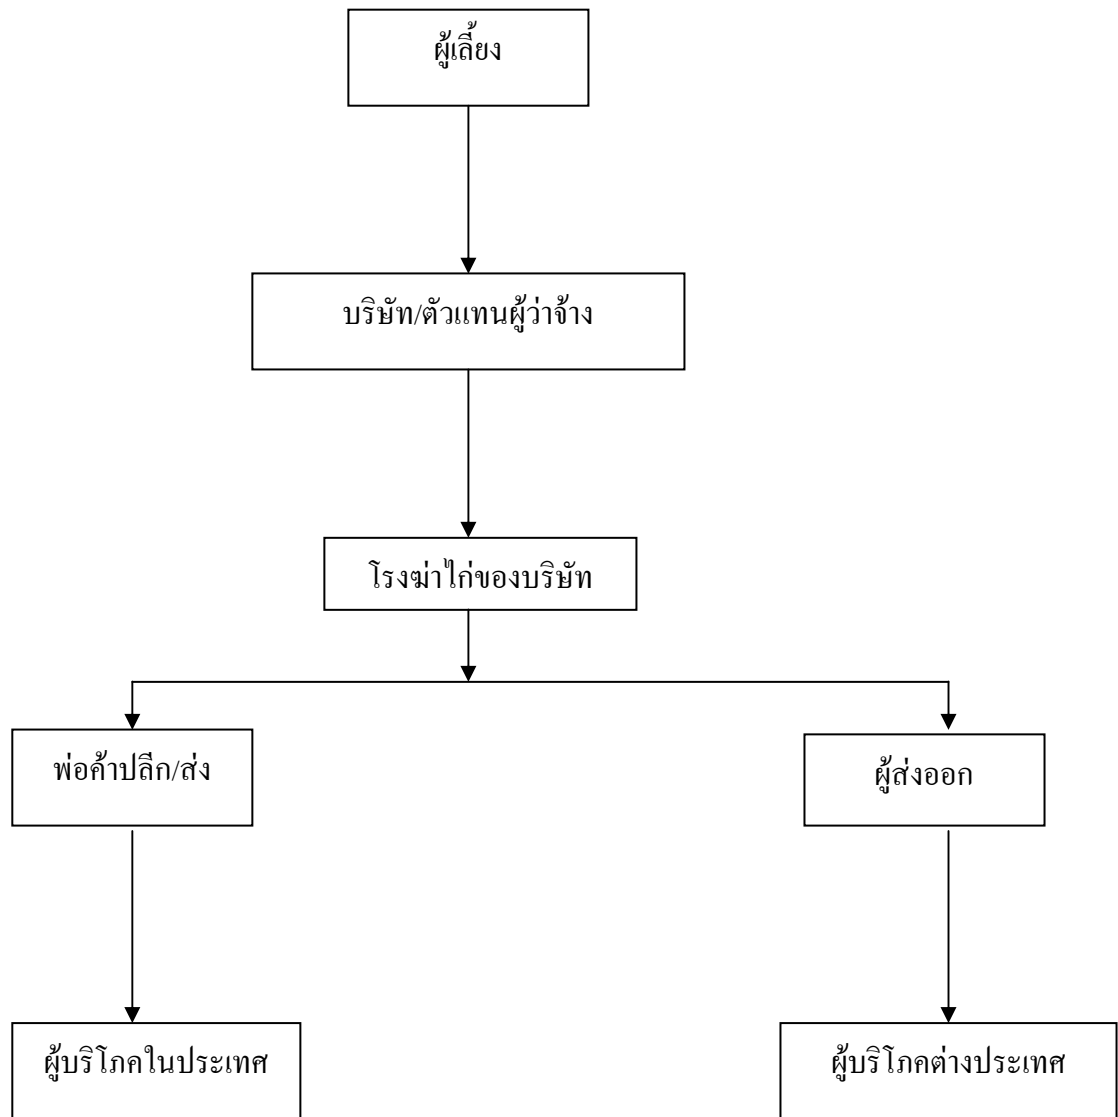 ผู้เลี้ยง
บริษัท/ตัวแทนผู้ว่าจ้าง
โรงฆ่าไก่ของบริษัท
พ่อค้าปลีก/ส่ง
ผู้ส่งออก
ผู้บริโภคในประเทศ
ผู้บริโภคต่างประเทศ